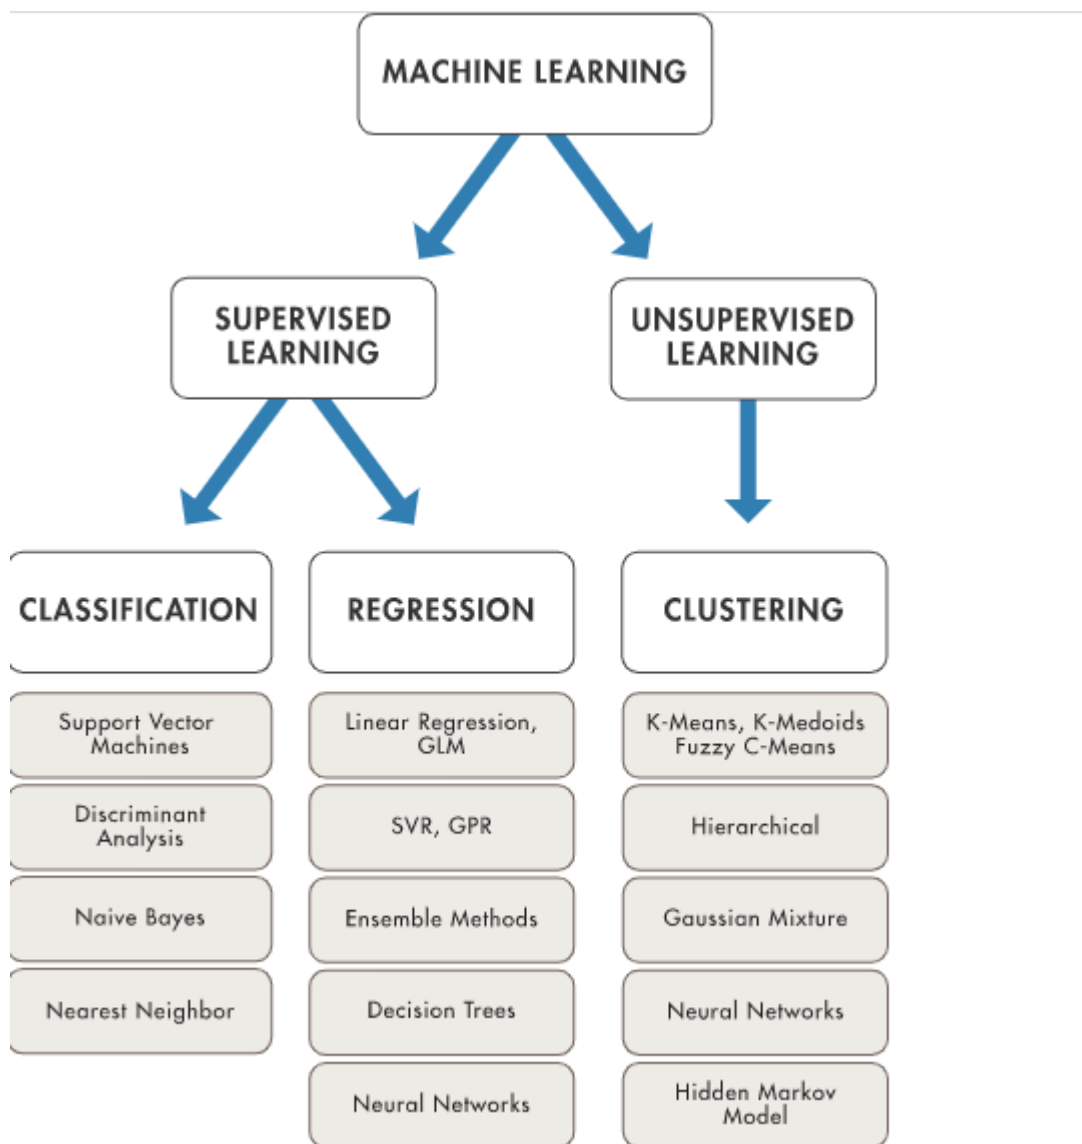 MACHINE LEARNING
SUPERVISED
LEARNING
UNSUPERVISED
LEARNING
CLASSIFICATION
REGRESSION
CLUSTERING
Support Vector
Machines
Linear Regression,
GLM
K-Means, K-Medoids
Fuzzy C-Means
Discriminant
Analysis
SVR, GPR
Hierarchical
Naive Bayes
Ensemble Methods
Gaussian Mixture
Nearest Neighbor
Decision Trees
Neural Networks
Neural Networks
Hidden Markov
Model